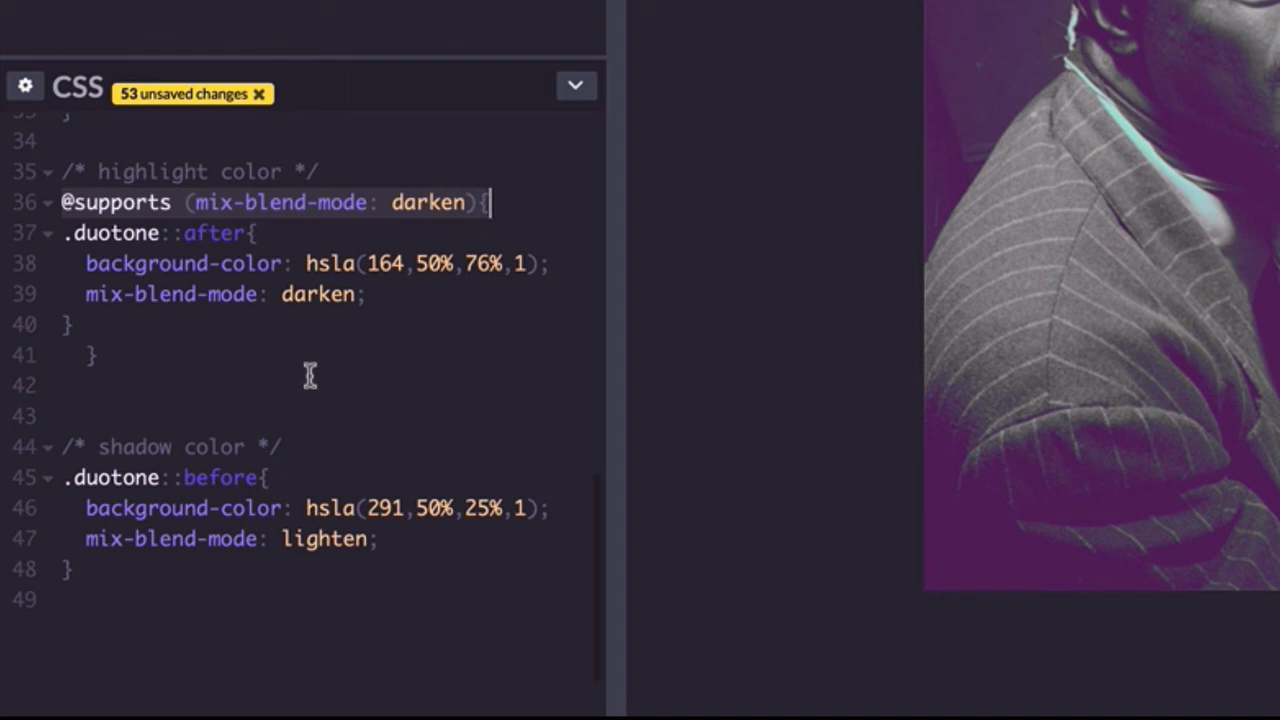 CSS 53 unsaved changes ×
33 }
34
35 /* highlight color */
36 @supports (mix-blend-mode: darken){
37 .duotone::after{
38 background-color: hsla(164,50%,76%,1);
39 mix-blend-mode: darken;
40 }
41 }
42
43
44 /* shadow color */
45 .duotone::before{
46 background-color: hsla(291,50%,25%,1);
47 mix-blend-mode: lighten;
48 }
49